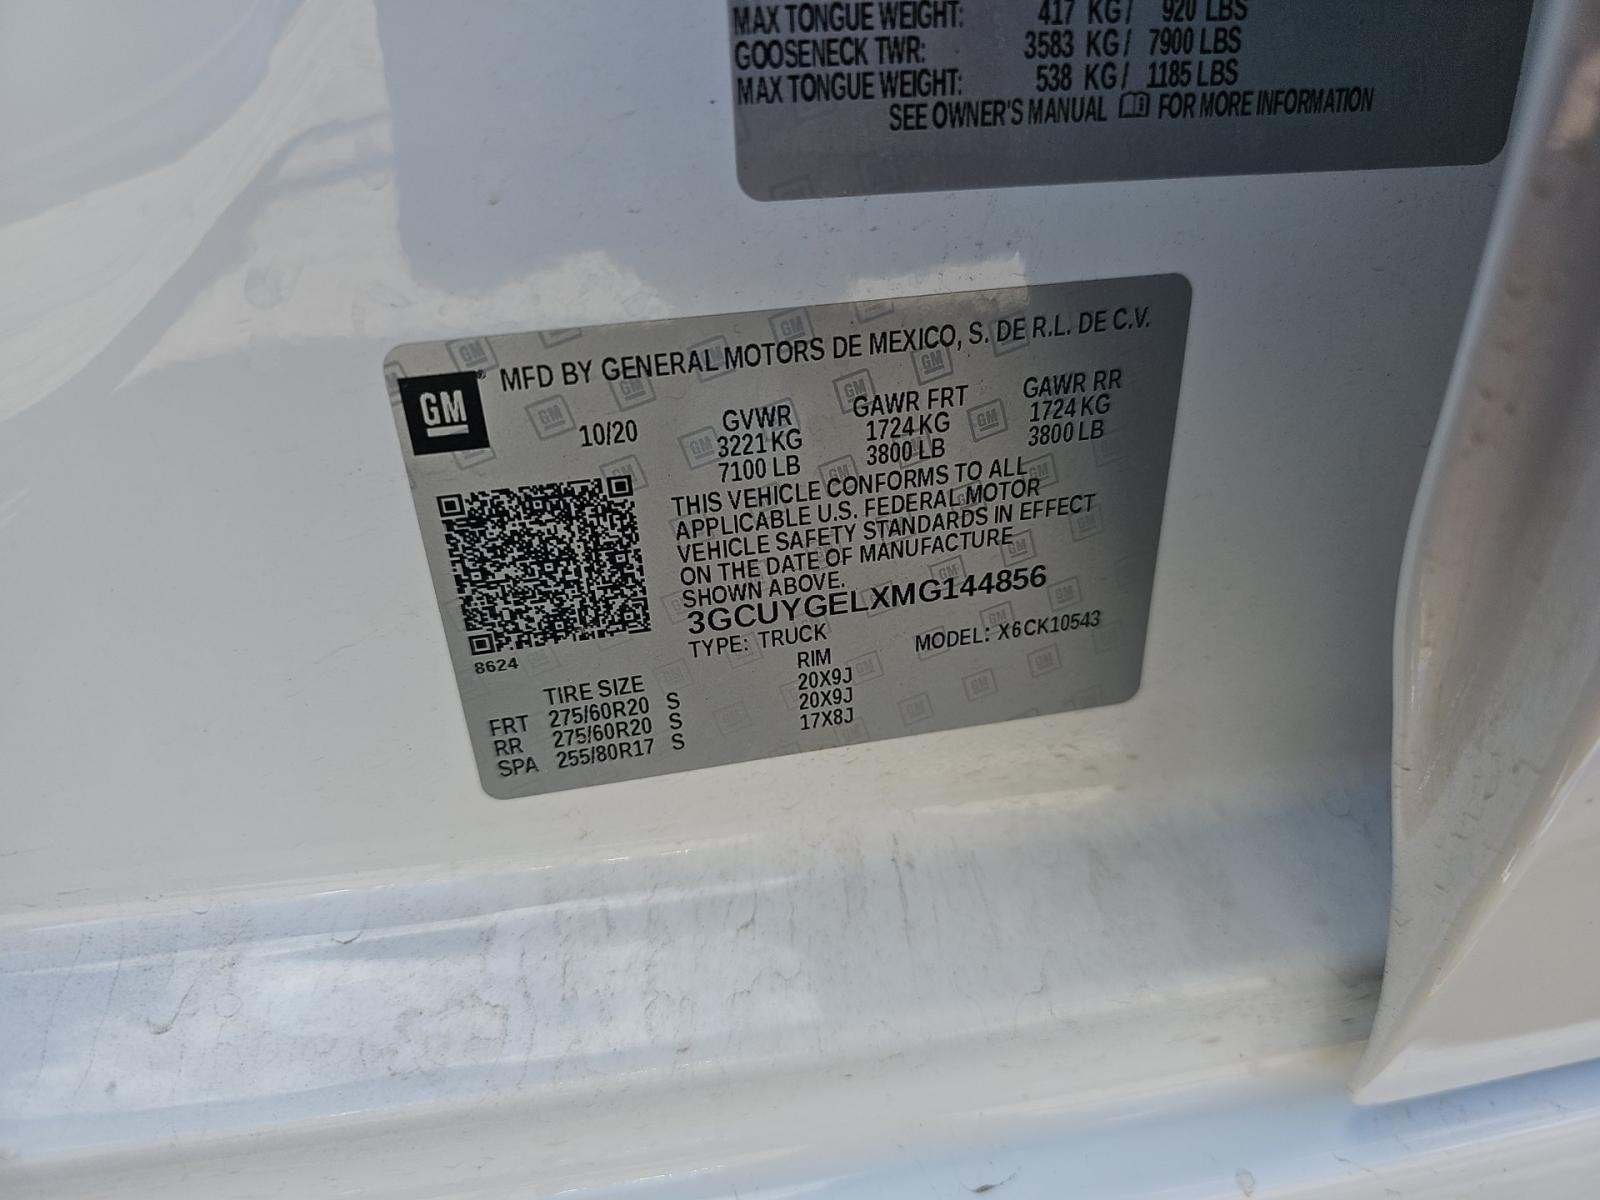 MAX TONGUE WEIGHT: 417 KG/ 920 LBS
GOOSENECK TWR: 3583 KG/ 7900 LBS
MAX TONGUE WEIGHT: 538 KG/ 1185 LBS
SEE OWNER'S MANUAL FOR MORE INFORMATION
GM MFD BY GENERAL MOTORS DE MEXICO, S. DE R.L. DE C.V.
10/20 GVWR GAWR FRT GAWR RR
3221 KG 1724 KG 1724 KG
7100 LB 3800 LB 3800 LB
THIS VEHICLE CONFORMS TO ALL
APPLICABLE U.S. FEDERAL MOTOR
VEHICLE SAFETY STANDARDS IN EFFECT
ON THE DATE OF MANUFACTURE
SHOWN ABOVE.
3GCUYGELXMG144856
TYPE: TRUCK MODEL: X6CK10543
8624
TIRE SIZE RIM
FRT 275/60R20 S 20X9J
RR 275/60R20 S 20X9J
SPA 255/80R17 S 17X8J